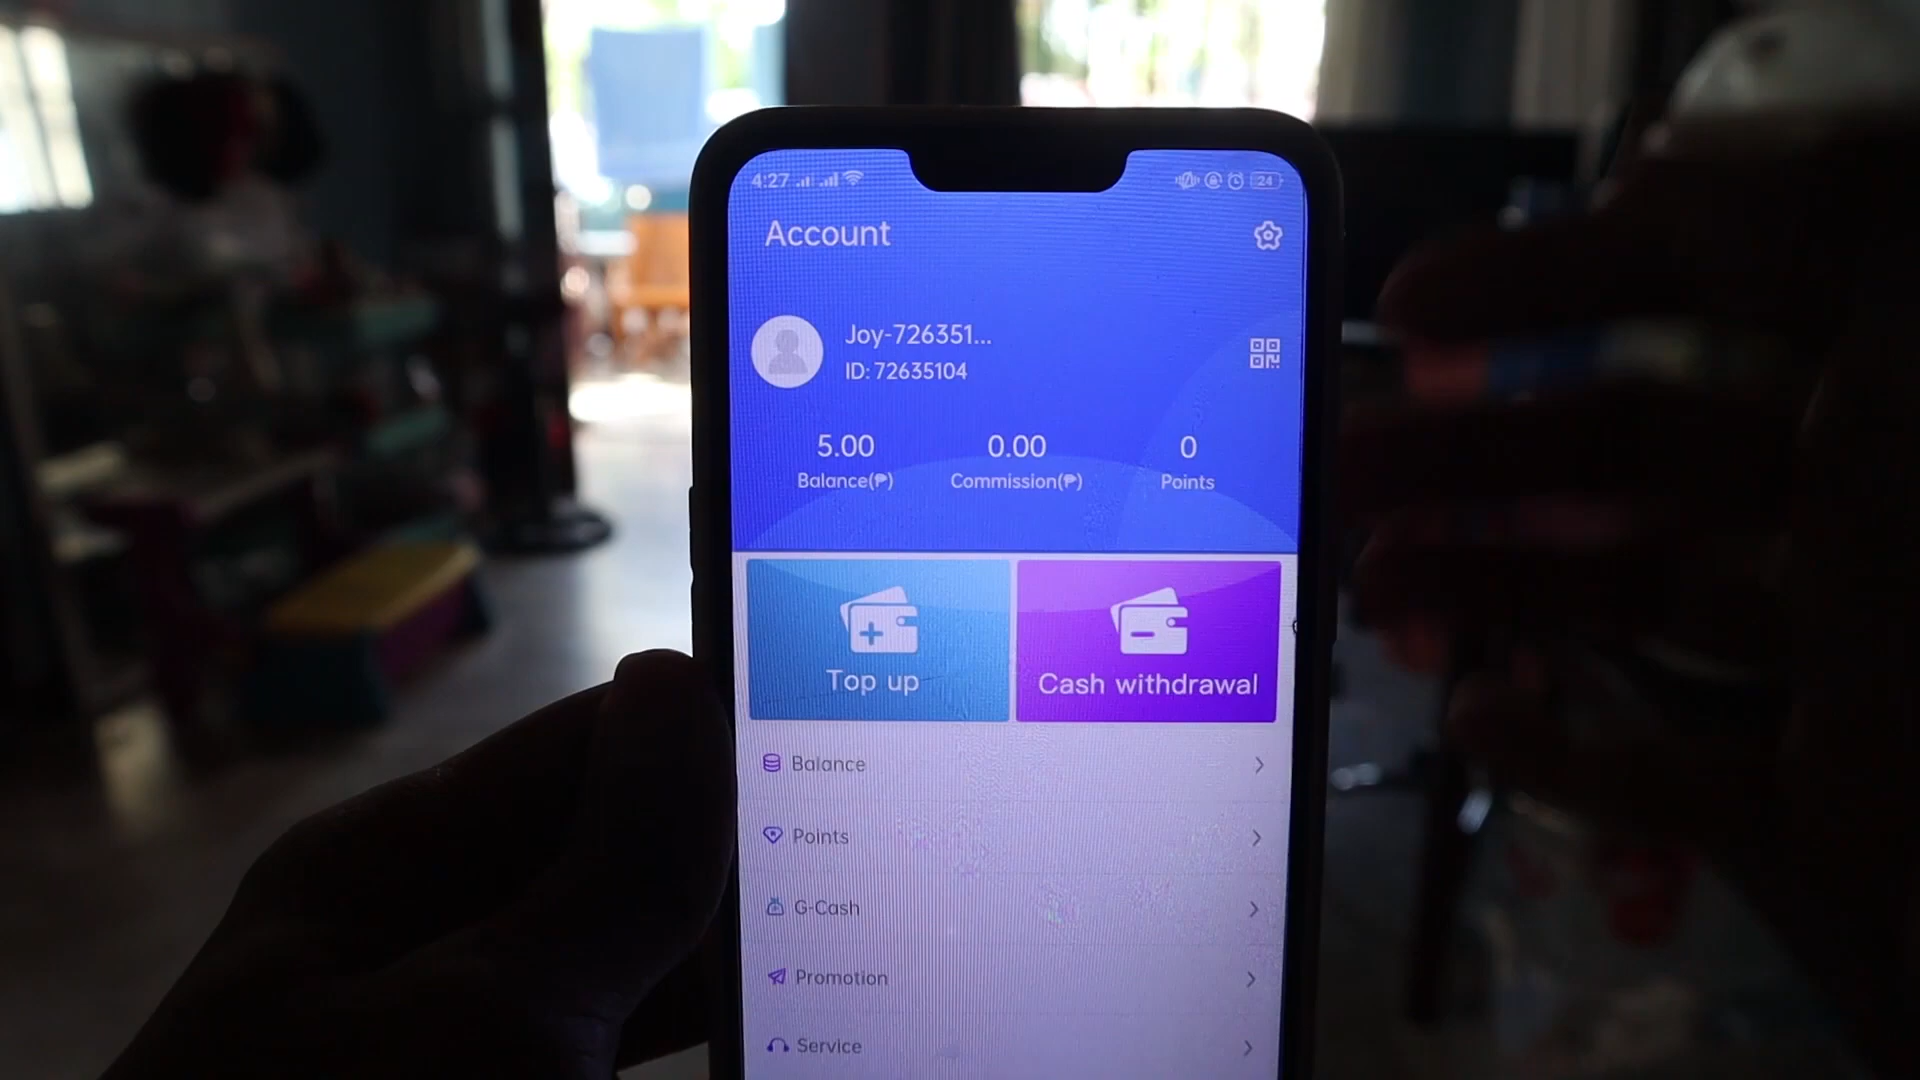 4:27
24
Account
Joy-726351...
ID: 72635104
5.00 0.00 0
Balance(₱) Commission(₱) Points
Top up Cash withdrawal
Balance
Points
G-Cash
Promotion
Service